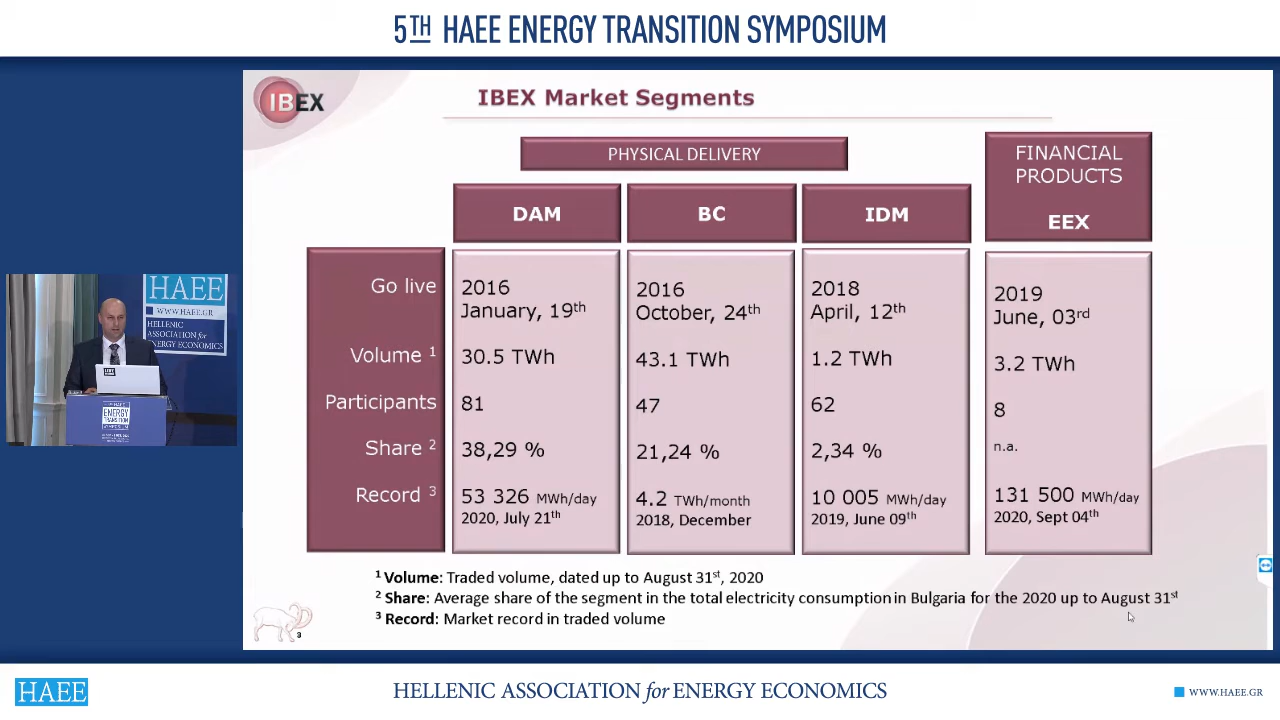 5TH HAEE ENERGY TRANSITION SYMPOSIUM
IBEX
IBEX Market Segments
PHYSICAL DELIVERY
FINANCIAL
PRODUCTS
EEX
DAM BC IDM
Go live
2016
January, 19th
2016
October, 24th
2018
April, 12th
2019
June, 03rd
Volume 1 30.5 TWh 43.1 TWh 1.2 TWh 3.2 TWh
Participants 81 47 62 8
Share 2 38,29 % 21,24 % 2,34 % n.a.
Record 3
53 326 MWh/day
2020, July 21th
4.2 TWh/month
2018, December
10 005 MWh/day
2019, June 09th
131 500 MWh/day
2020, Sept 04th
1 Volume: Traded volume, dated up to August 31st, 2020
2 Share: Average share of the segment in the total electricity consumption in Bulgaria for the 2020 up to August 31st
3 Record: Market record in traded volume
3
HAEE
WWW.HAEE.GR
HELLENIC
ASSOCIATION for
ENERGY ECONOMICS
ENERGY
TRANSITION
SYMPOSIUM
HAEE
HELLENIC ASSOCIATION for ENERGY ECONOMICS
WWW.HAEE.GR